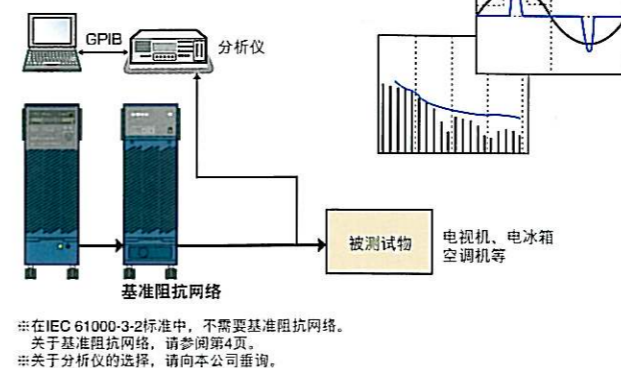 GPIB
分析仪
被测试物
电视机、电冰箱
空调机等
基准阻抗网络
※在IEC 61000-3-2标准中，不需要基准阻抗网络。
关于基准阻抗网络，请参阅第4页。
※关于分析仪的选择，请向本公司垂询。